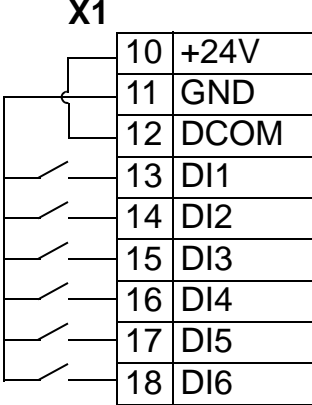 X1
10 +24V
11 GND
12 DCOM
13 DI1
14 DI2
15 DI3
16 DI4
17 DI5
18 DI6